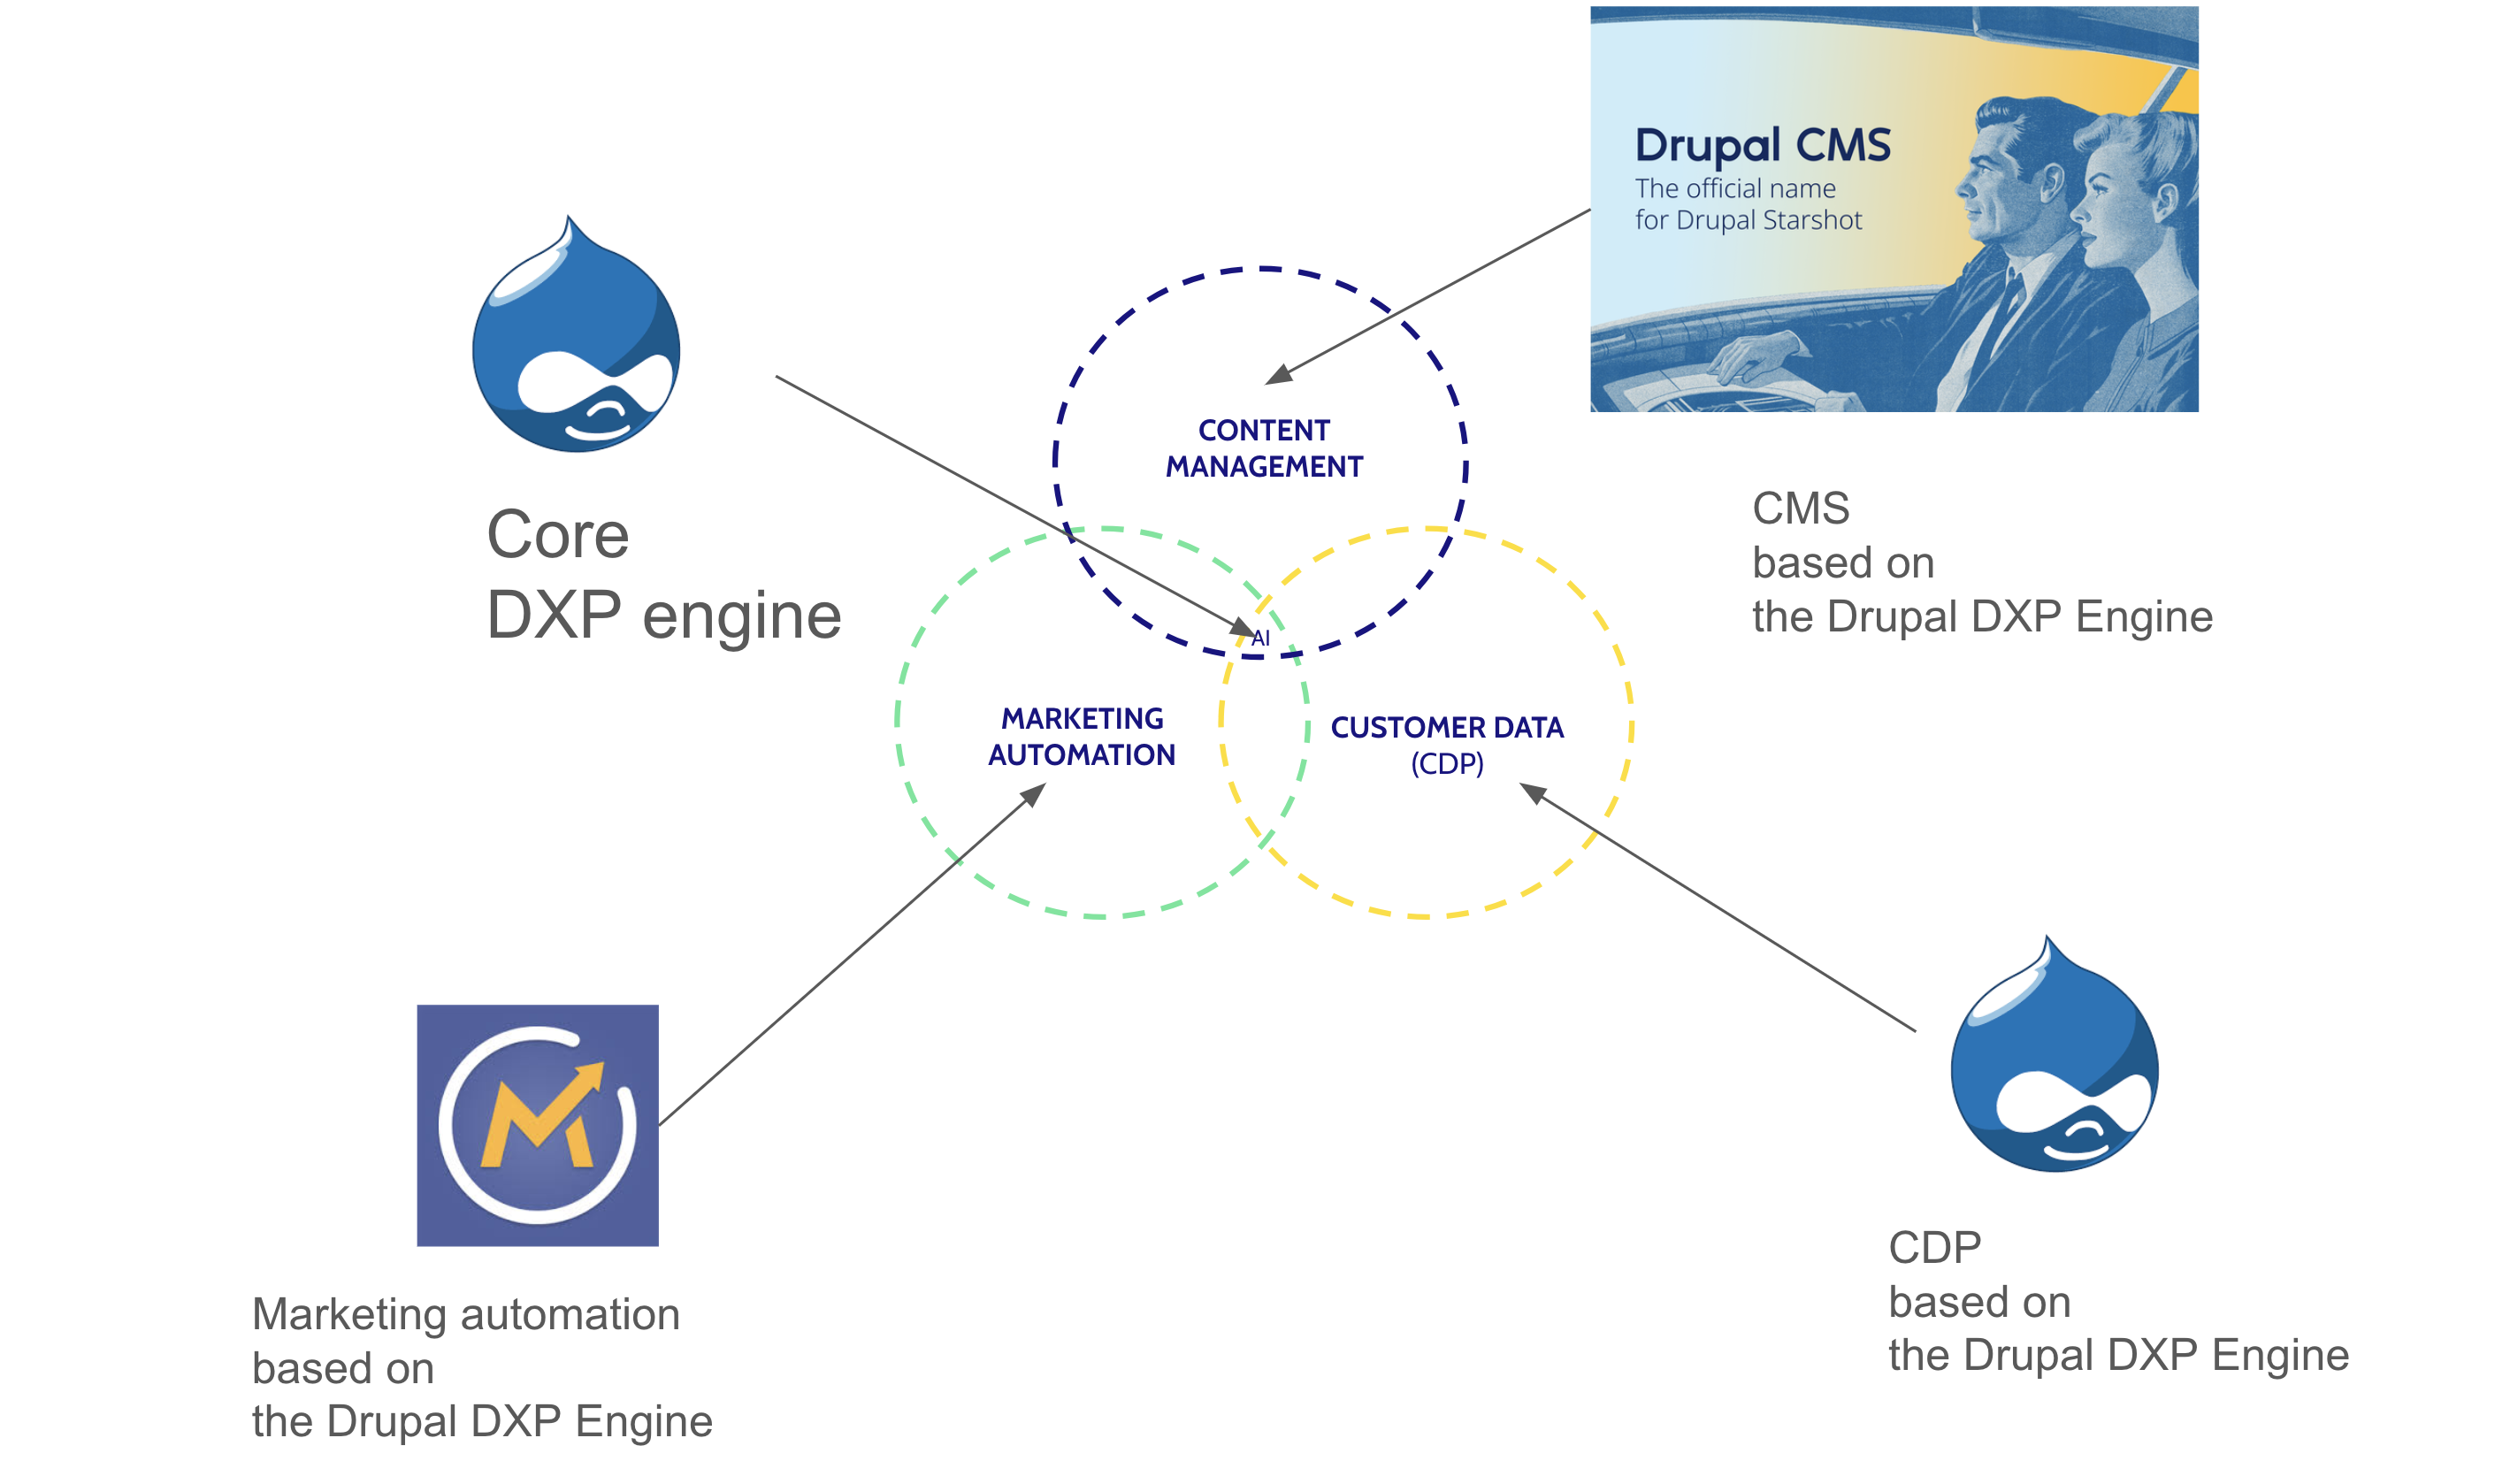 Drupal CMS
The official name
for Drupal Starshot
Core
DXP engine
CONTENT
MANAGEMENT
CMS
based on
the Drupal DXP Engine
AI
MARKETING
AUTOMATION
CUSTOMER DATA
(CDP)
Marketing automation
based on
the Drupal DXP Engine
CDP
based on
the Drupal DXP Engine